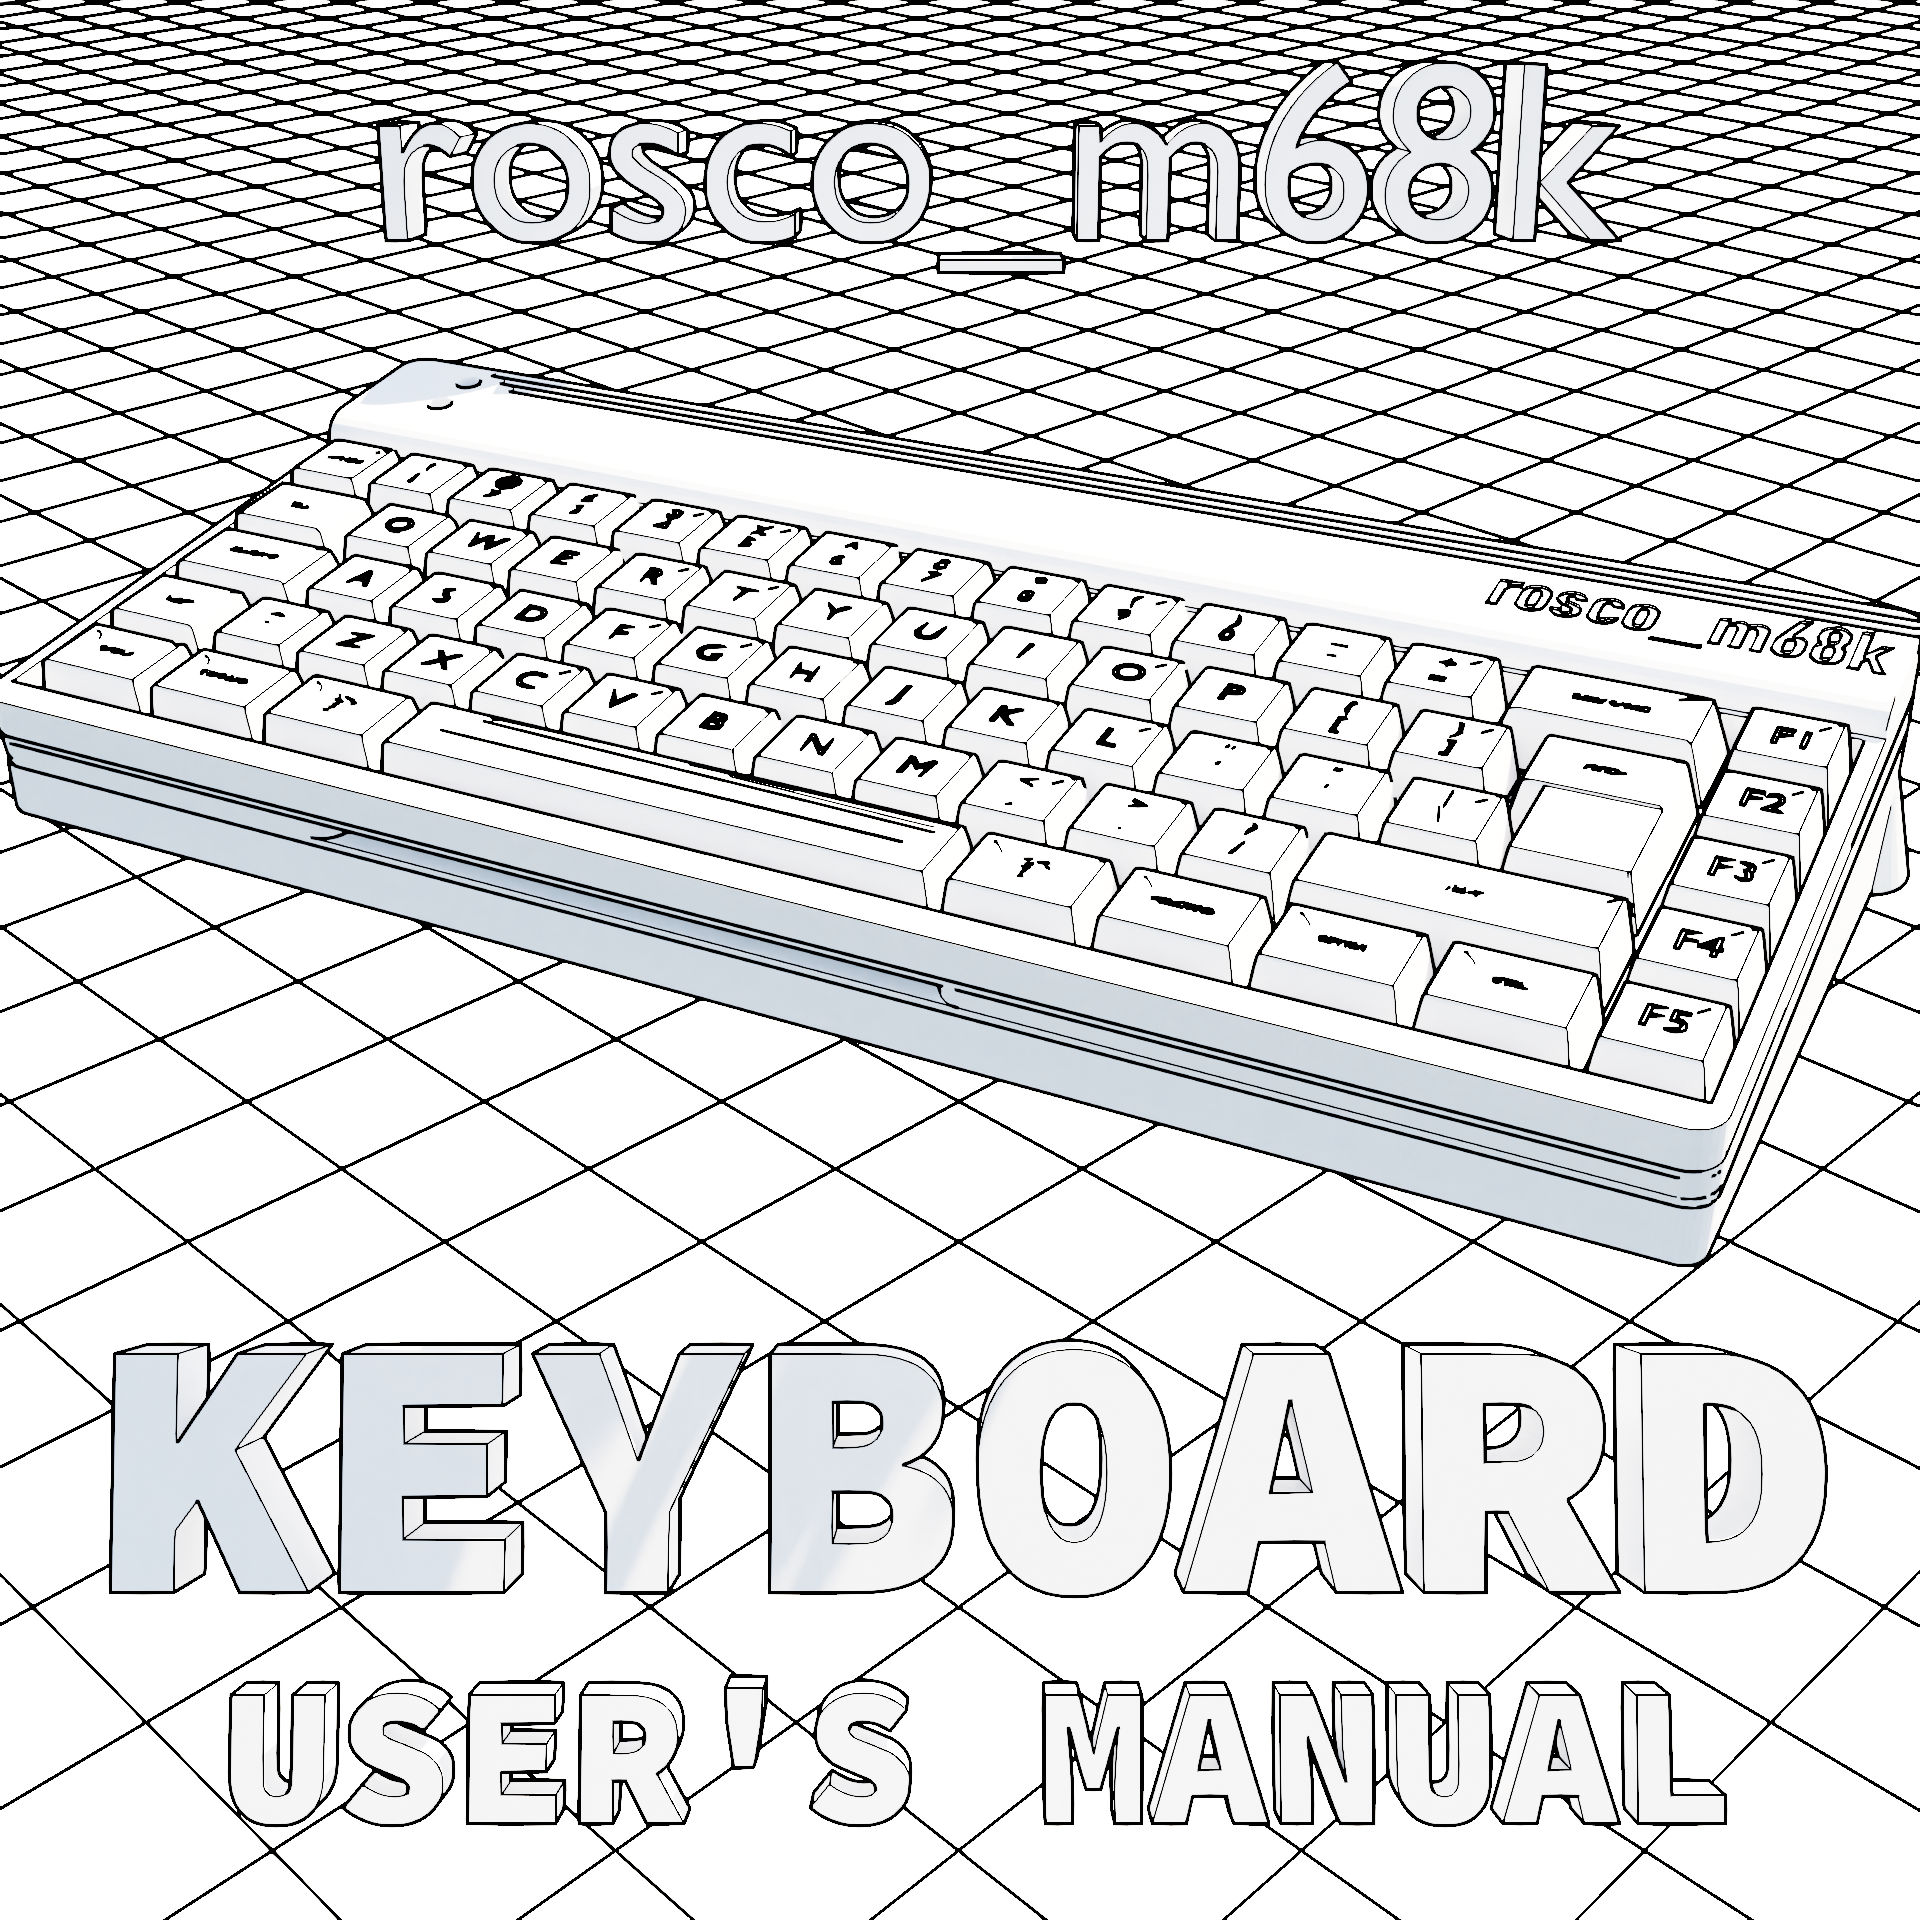 rosco_m68k
rosco_m68k
F1
Q W E R T Y U I O P [ ] F2
A S D F G H J K L F3
Z X C V B N M F4
F5
KEYBOARD
USER'S MANUAL